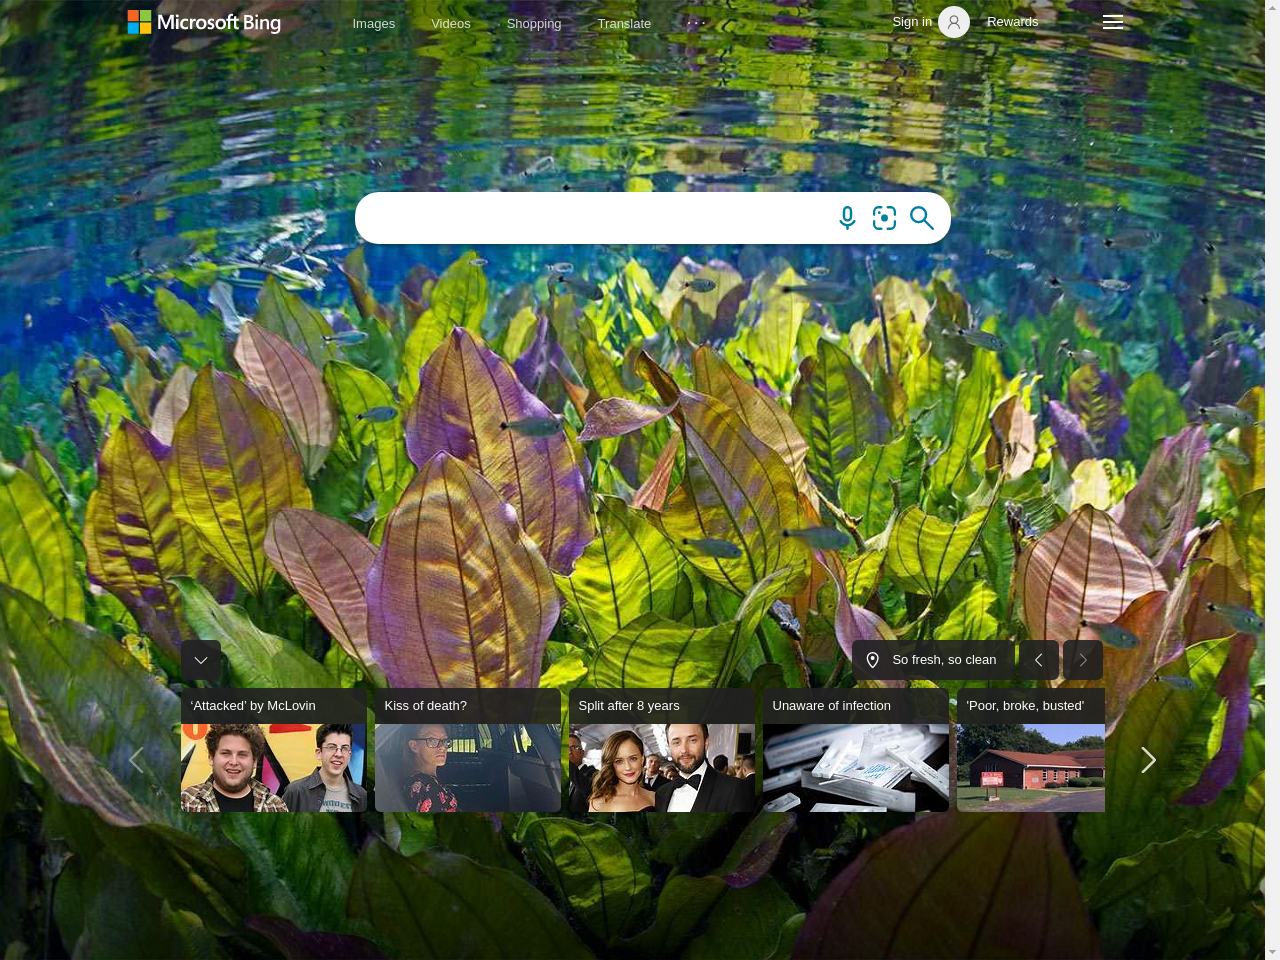 Microsoft Bing
Images
Videos
Shopping
Translate
Sign in
Rewards
So fresh, so clean
‘Attacked’ by McLovin
Kiss of death?
Split after 8 years
Unaware of infection
'Poor, broke, busted'